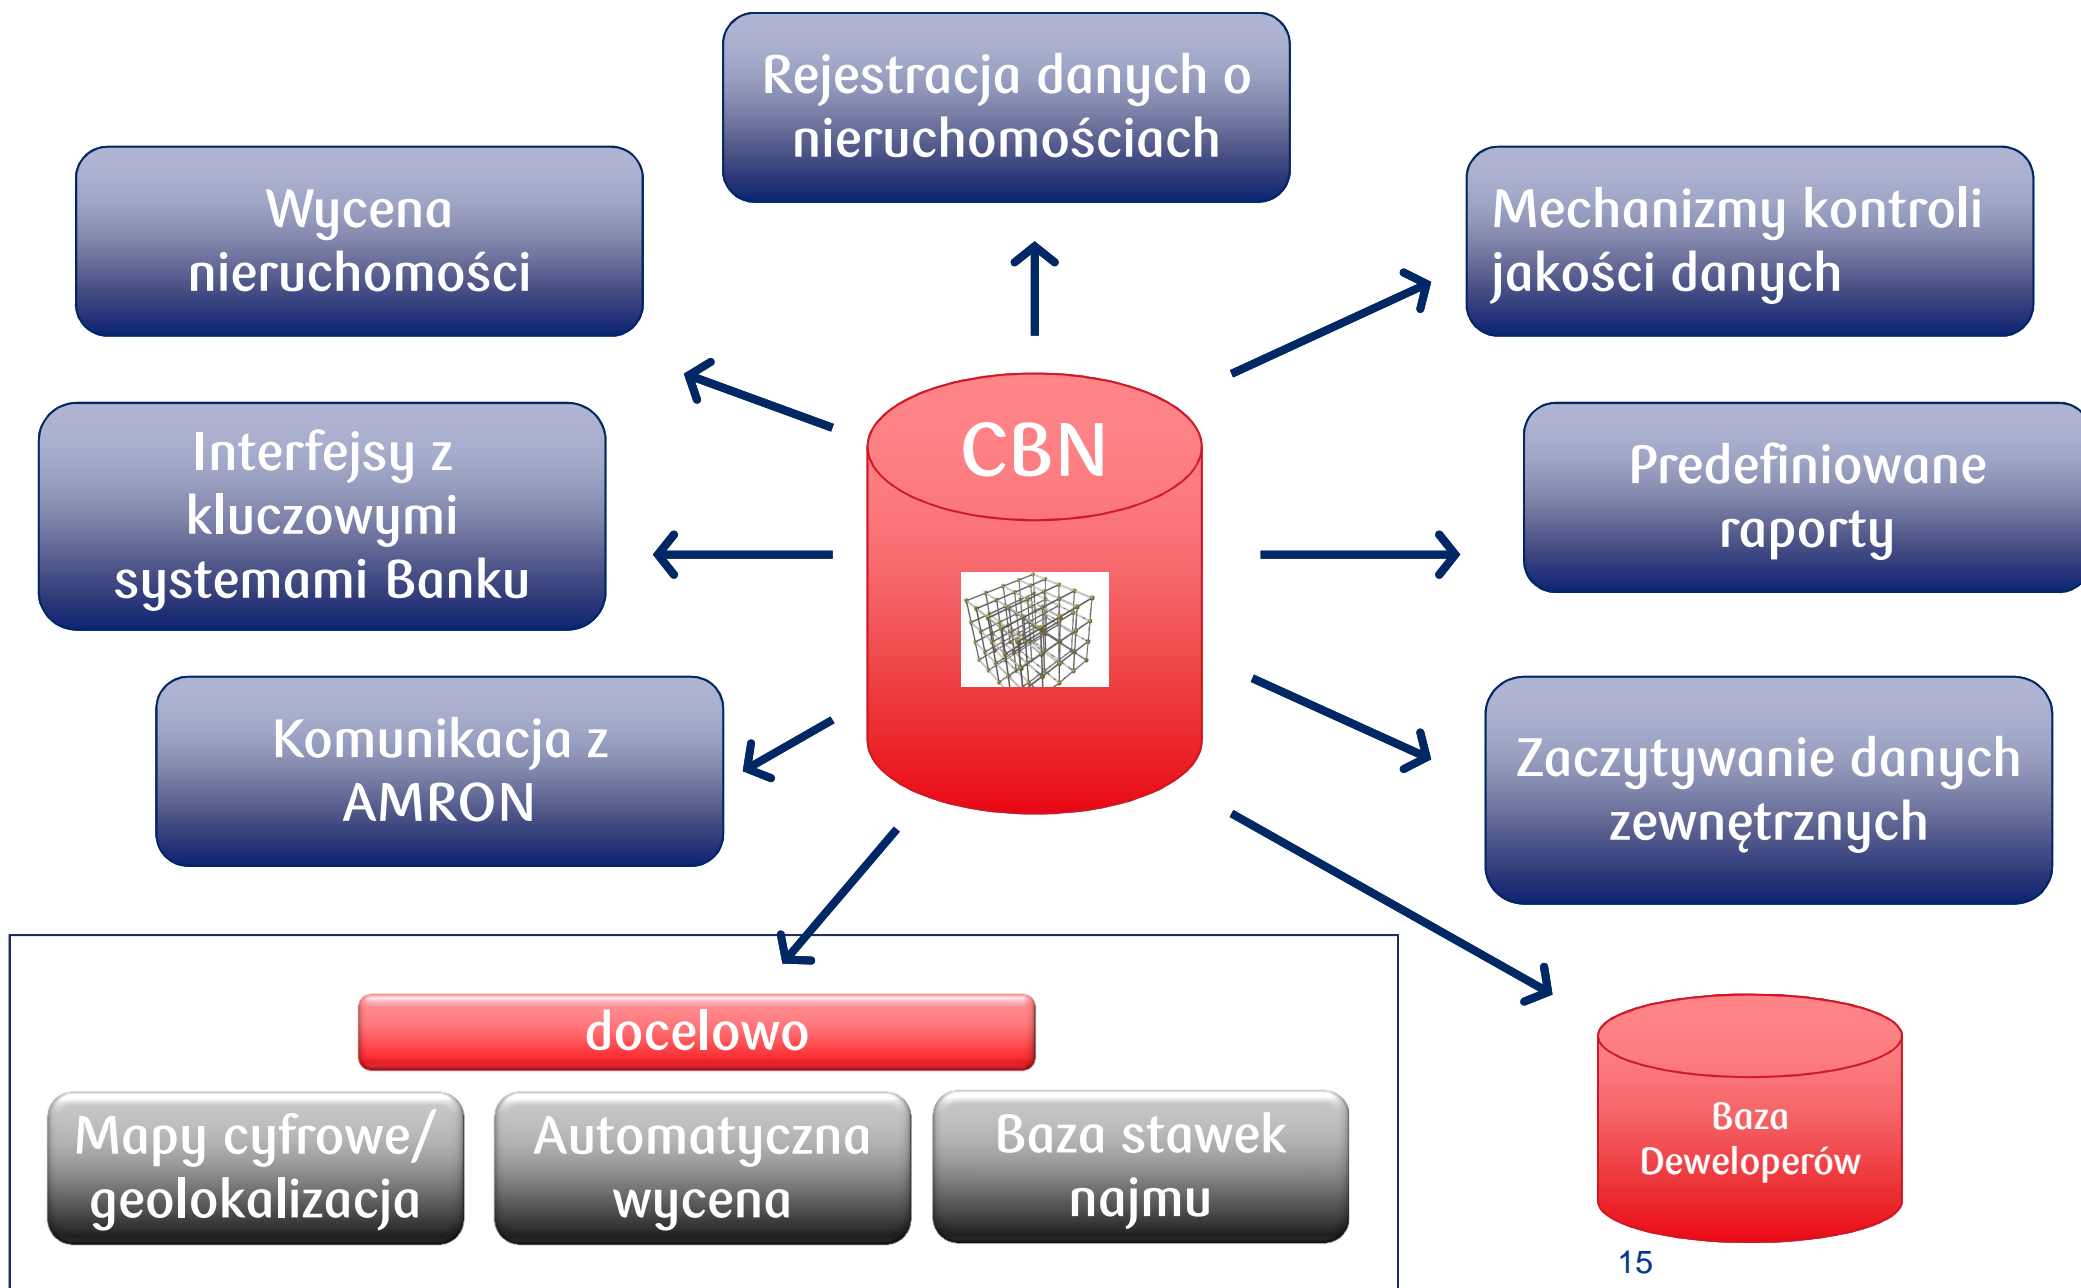 Rejestracja danych o
nieruchomościach
Wycena
nieruchomości
Mechanizmy kontroli
jakości danych
CBN
Interfejsy z
kluczowymi
systemami Banku
Predefiniowane
raporty
Komunikacja z
AMRON
Zaczytywanie danych
zewnętrznych
docelowo
Mapy cyfrowe/
geolokalizacja
Automatyczna
wycena
Baza stawek
najmu
Baza
Deweloperów
15